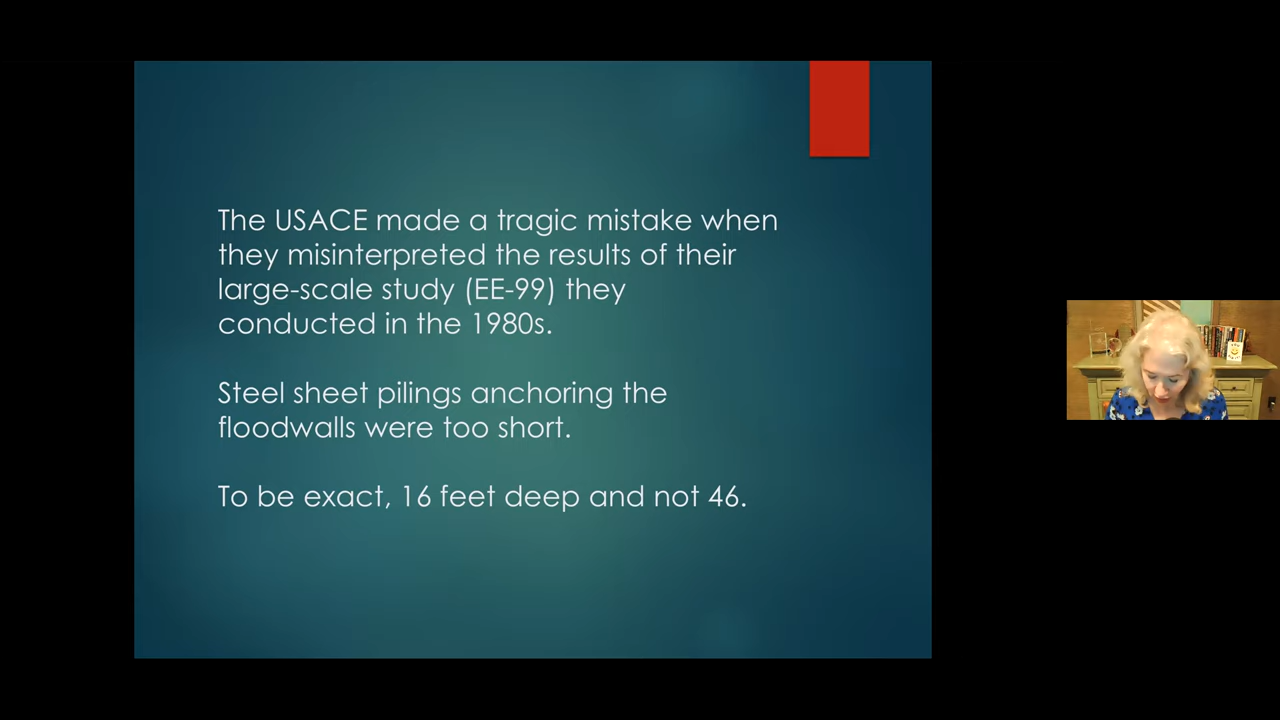 The USACE made a tragic mistake when
they misinterpreted the results of their
large-scale study (EE-99) they
conducted in the 1980s.
Steel sheet pilings anchoring the
floodwalls were too short.
To be exact, 16 feet deep and not 46.